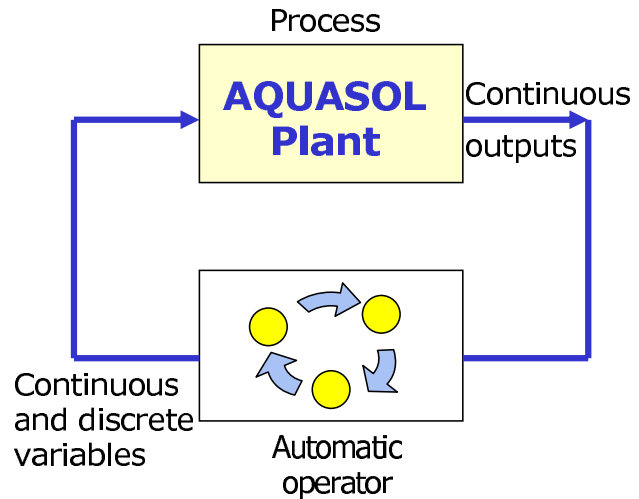 Process
AQUASOL
Plant
Continuous
outputs
Continuous
and discrete
variables
Automatic
operator